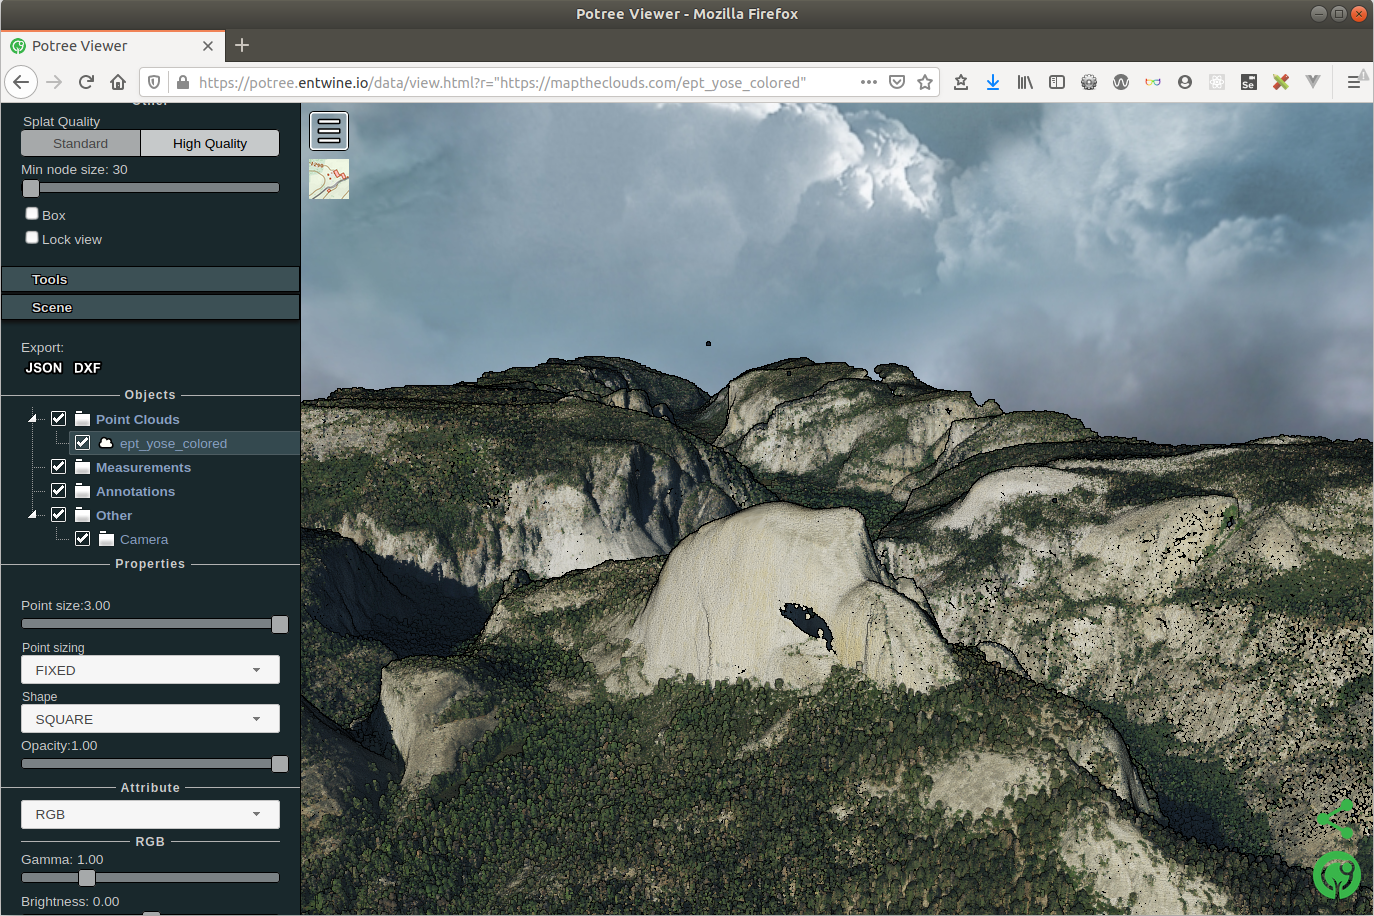 Potree Viewer - Mozilla Firefox
Potree Viewer
https://potree.entwine.io/data/view.html?r="https://maptheclouds.com/ept_yose_colored"
Other
Splat Quality
Standard High Quality
Min node size: 30
Box
Lock view
Tools
Scene
Export:
JSON DXF
Objects
Point Clouds
ept_yose_colored
Measurements
Annotations
Other
Camera
Properties
Point size:3.00
Point sizing
FIXED
Shape
SQUARE
Opacity:1.00
Attribute
RGB
RGB
Gamma: 1.00
Brightness: 0.00